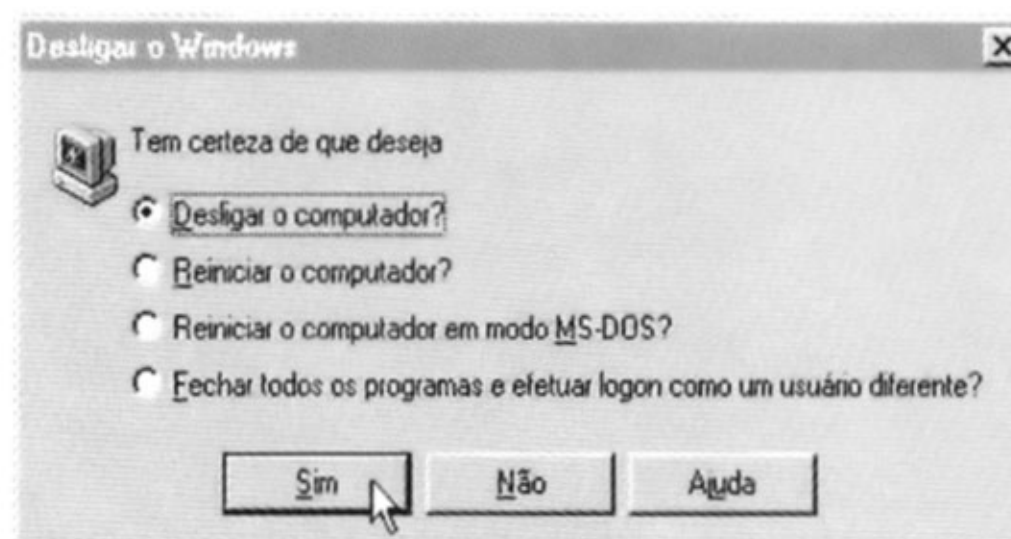 Desligar o Windows
Tem certeza de que deseja
Desligar o computador?
Reiniciar o computador?
Reiniciar o computador em modo MS-DOS?
Fechar todos os programas e efetuar logon como um usuário diferente?
Sim Não Ajuda